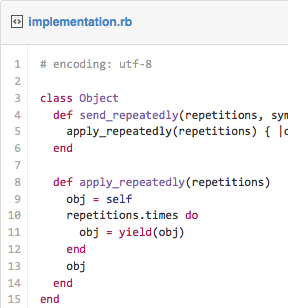 implementation.rb
1 # encoding: utf-8
2
3 class Object
4 def send_repeatedly(repetitions, sym
5 apply_repeatedly(repetitions) { |o
6 end
7
8 def apply_repeatedly(repetitions)
9 obj = self
10 repetitions.times do
11 obj = yield(obj)
12 end
13 obj
14 end
15 end